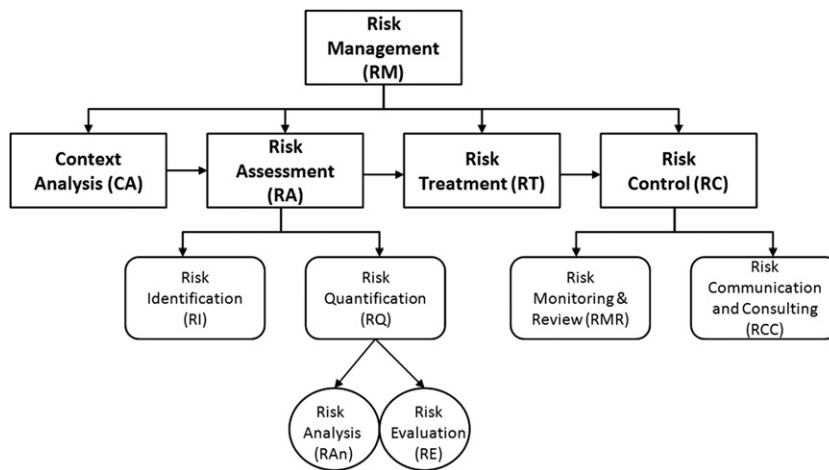 Risk
Management
(RM)
Context
Analysis (CA)
Risk
Assessment
(RA)
Risk
Treatment (RT)
Risk
Control (RC)
Risk
Identification
(RI)
Risk
Quantification
(RQ)
Risk
Monitoring &
Review (RMR)
Risk
Communication
and Consulting
(RCC)
Risk
Analysis
(RAn)
Risk
Evaluation
(RE)